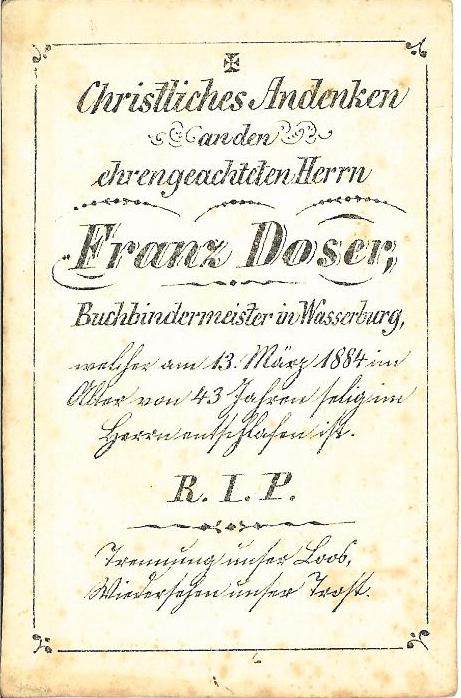 Christliches Andenken
an den
ehrengeachteten Herrn
Franz Doser,
Buchbindermeister in Wasserburg,
welcher am 13. März 1884 im
Alter von 43 Jahren selig im
Herrn entschlafen ist.
R. I. P.
Trennung unser Loos,
Wiedersehen unser Trost.